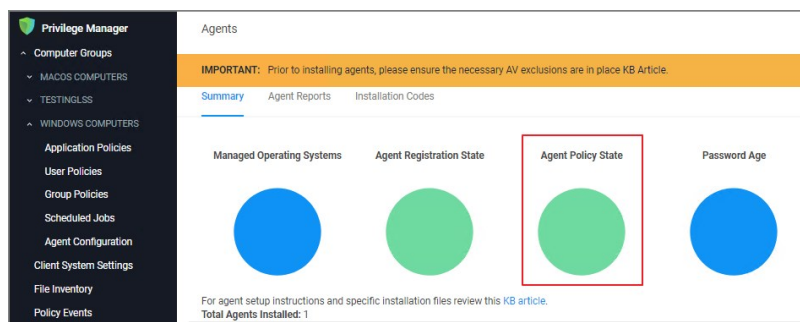 Privilege Manager
Computer Groups
MACOS COMPUTERS
TESTINGLSS
WINDOWS COMPUTERS
Application Policies
User Policies
Group Policies
Scheduled Jobs
Agent Configuration
Client System Settings
File Inventory
Policy Events
Agents
IMPORTANT: Prior to installing agents, please ensure the necessary AV exclusions are in place KB Article.
Summary Agent Reports Installation Codes
Managed Operating Systems Agent Registration State Agent Policy State Password Age
For agent setup instructions and specific installation files review this KB article.
Total Agents Installed: 1